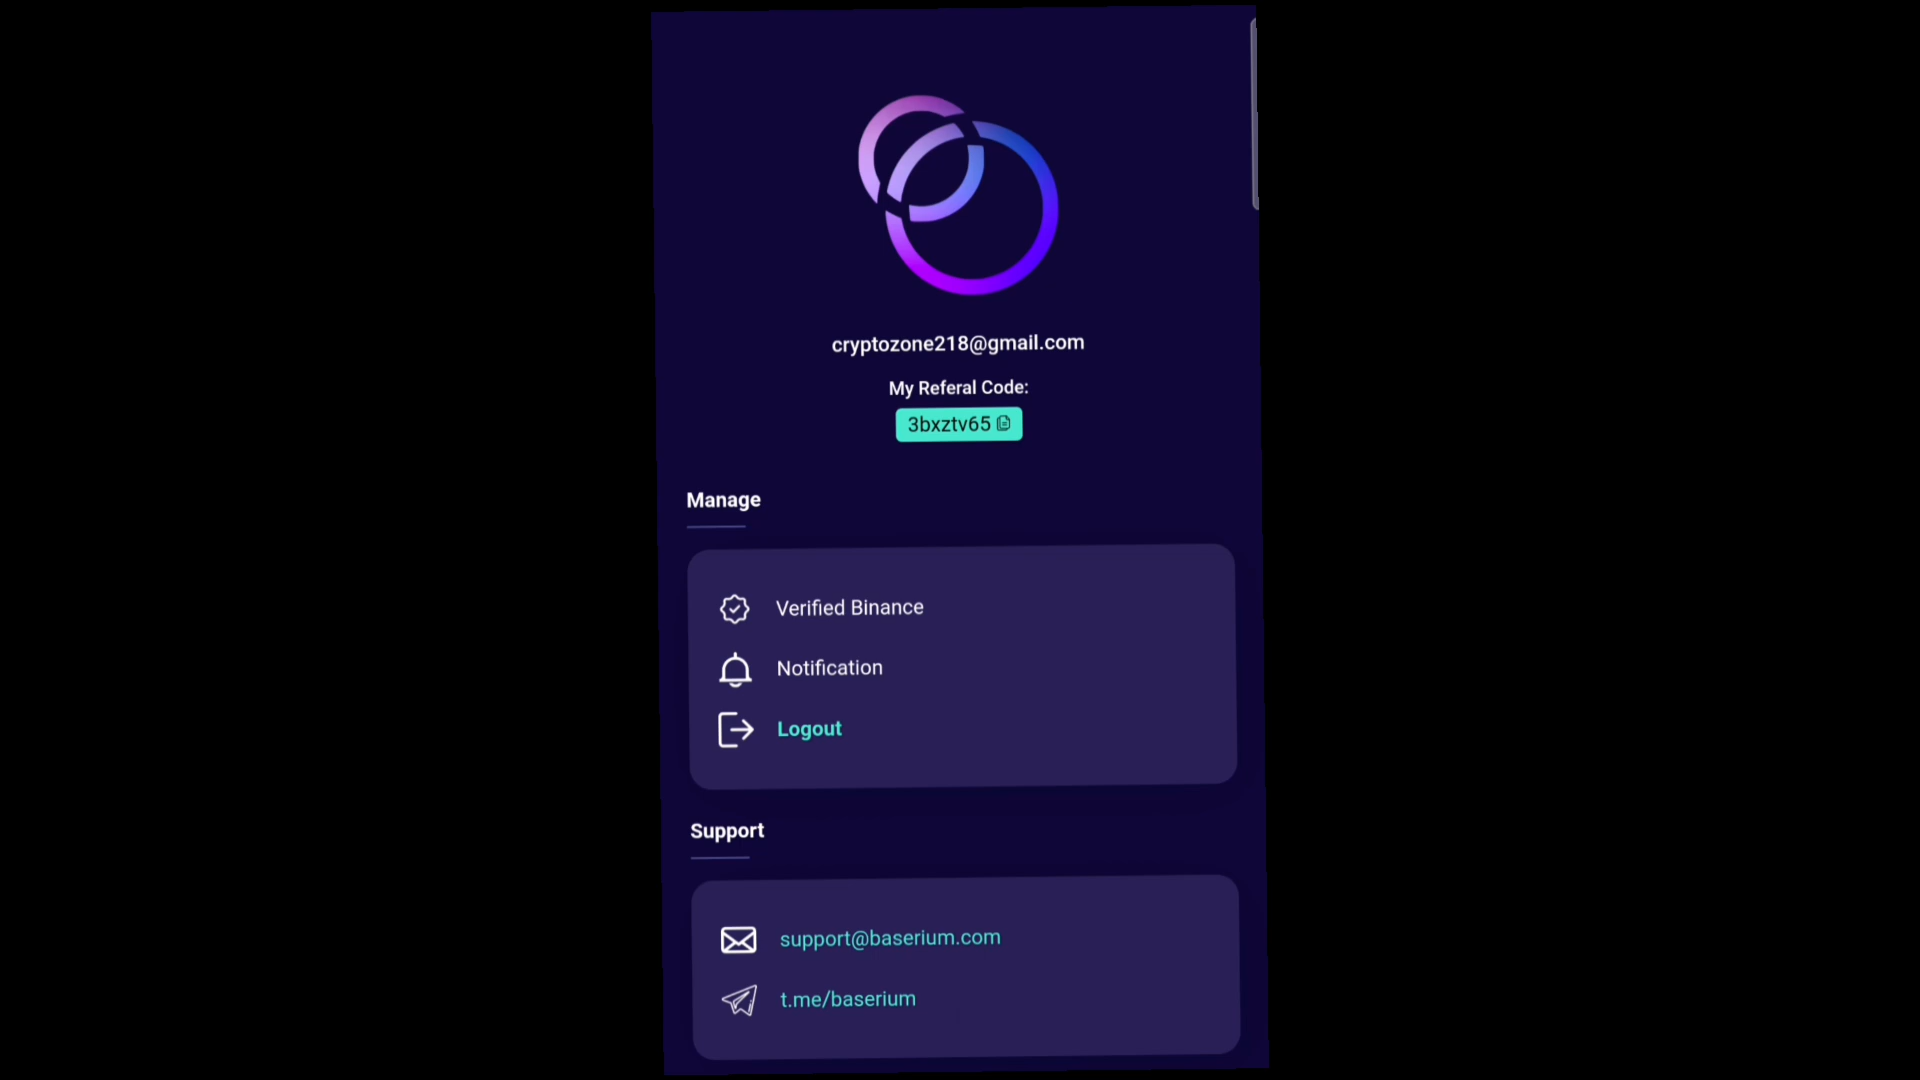 cryptozone218@gmail.com
My Referal Code:
3bxztv65
Manage
Verified Binance
Notification
Logout
Support
support@baserium.com
t.me/baserium